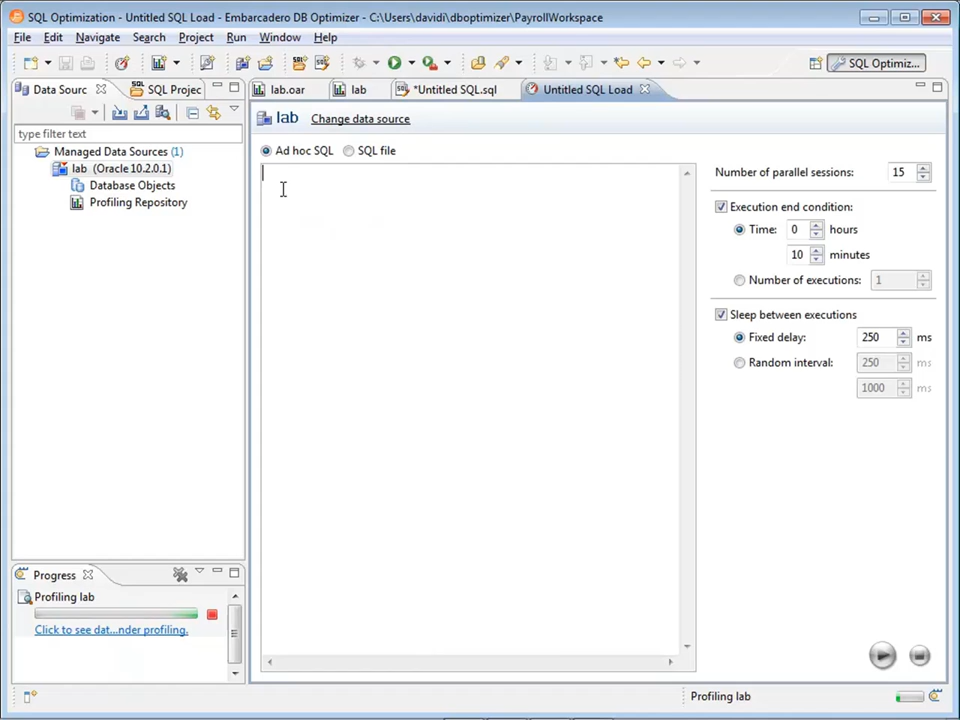 SQL Optimization - Untitled SQL Load - Embarcadero DB Optimizer - C:\Users\davidi\dboptimizer\PayrollWorkspace
File Edit Navigate Search Project Run Window Help
SQL Optimiz...
Data Sourc
SQL Projec
lab.oar
lab
*Untitled SQL.sql
Untitled SQL Load
lab Change data source
type filter text
Ad hoc SQL SQL file
Managed Data Sources (1)
lab (Oracle 10.2.0.1)
Database Objects
Profiling Repository
Number of parallel sessions: 15
Execution end condition:
Time: 0 hours
10 minutes
Number of executions: 1
Sleep between executions
Fixed delay: 250 ms
Random interval: 250 ms
1000 ms
Progress
Profiling lab
Click to see dat...nder profiling.
Profiling lab